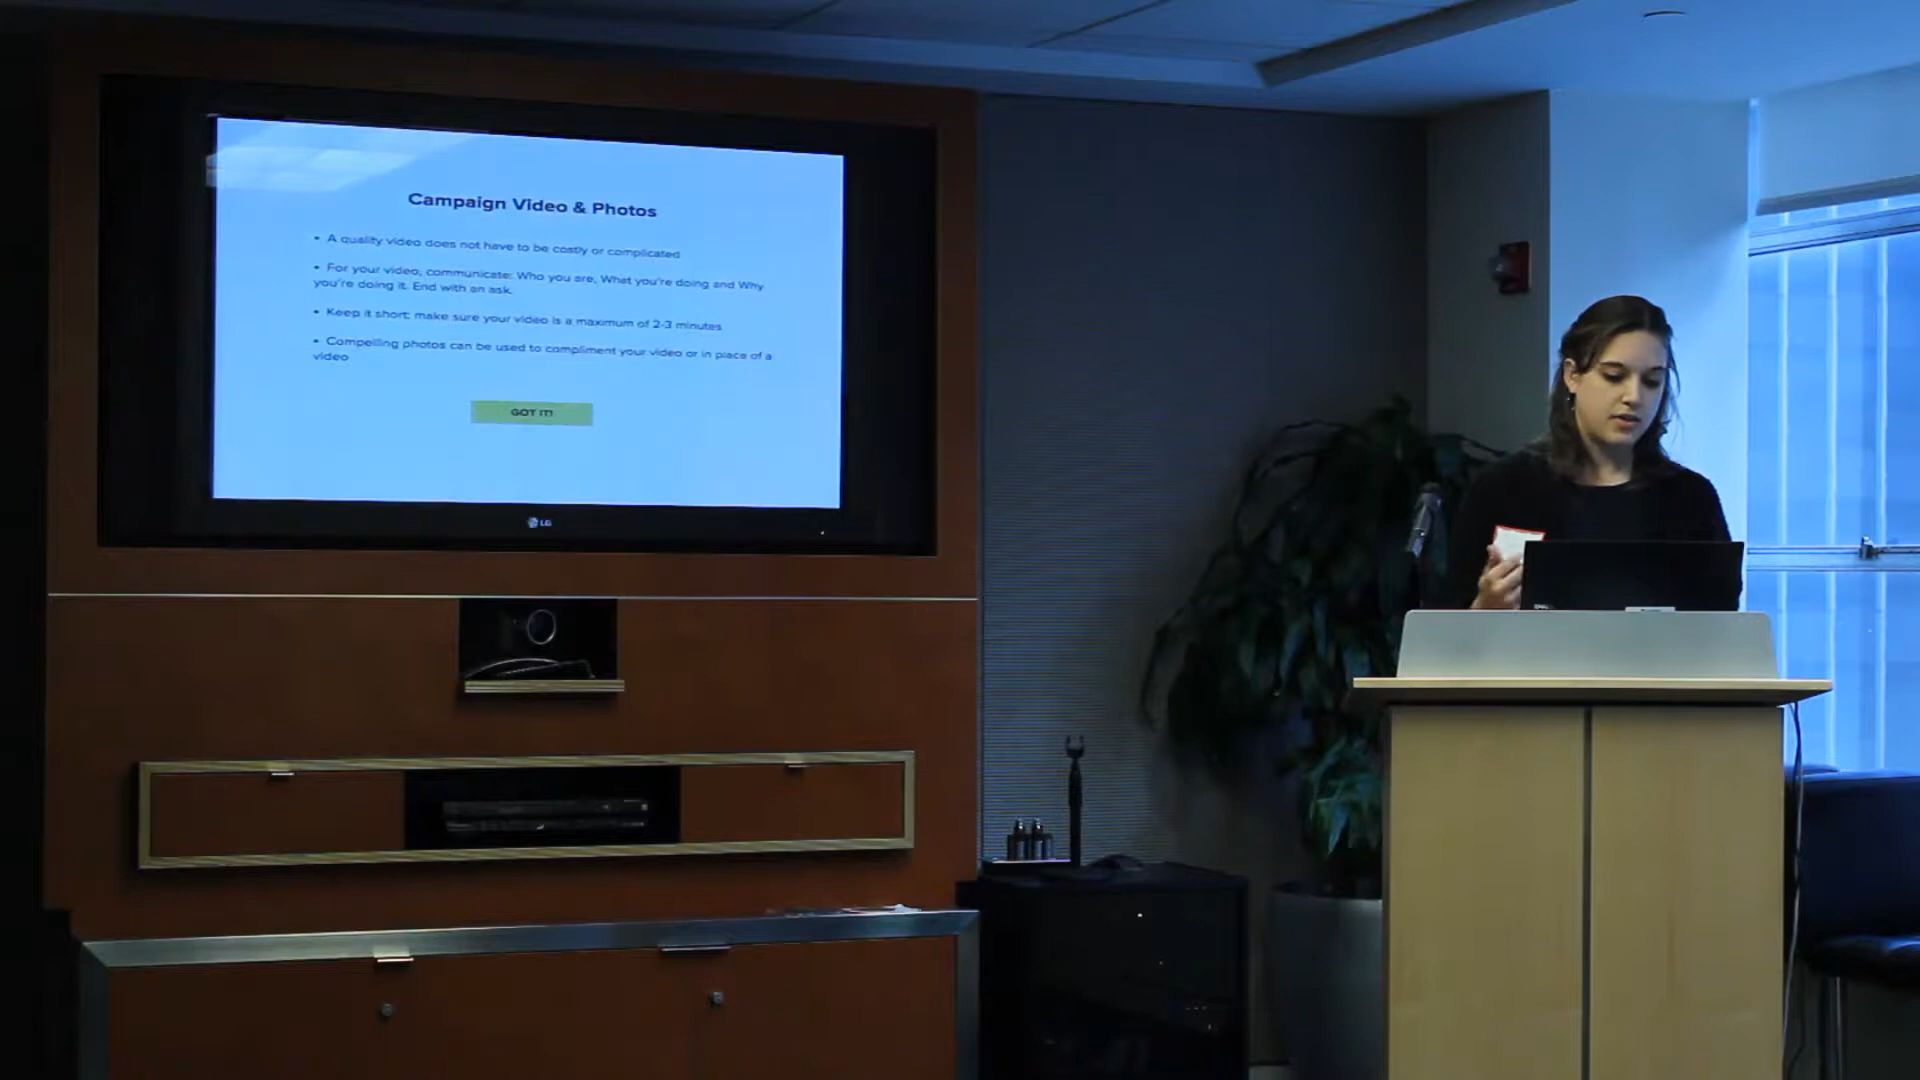 Campaign Video & Photos
• A quality video does not have to be costly or complicated
• For your video, communicate: Who you are, What you're doing and Why
you're doing it. End with an ask.
• Keep it short: make sure your video is a maximum of 2-3 minutes
• Compelling photos can be used to compliment your video or in place of a
video
GOT IT!
LG
DELL